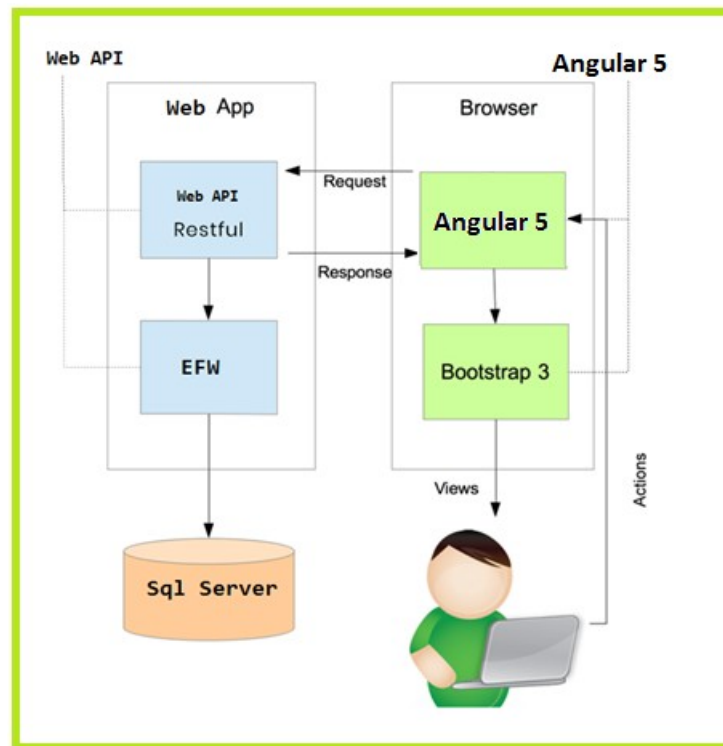 Web API
Angular 5
Web App
Browser
Web API
Restful
Request
Angular 5
Response
EFW
Bootstrap 3
Views
Actions
Sql Server